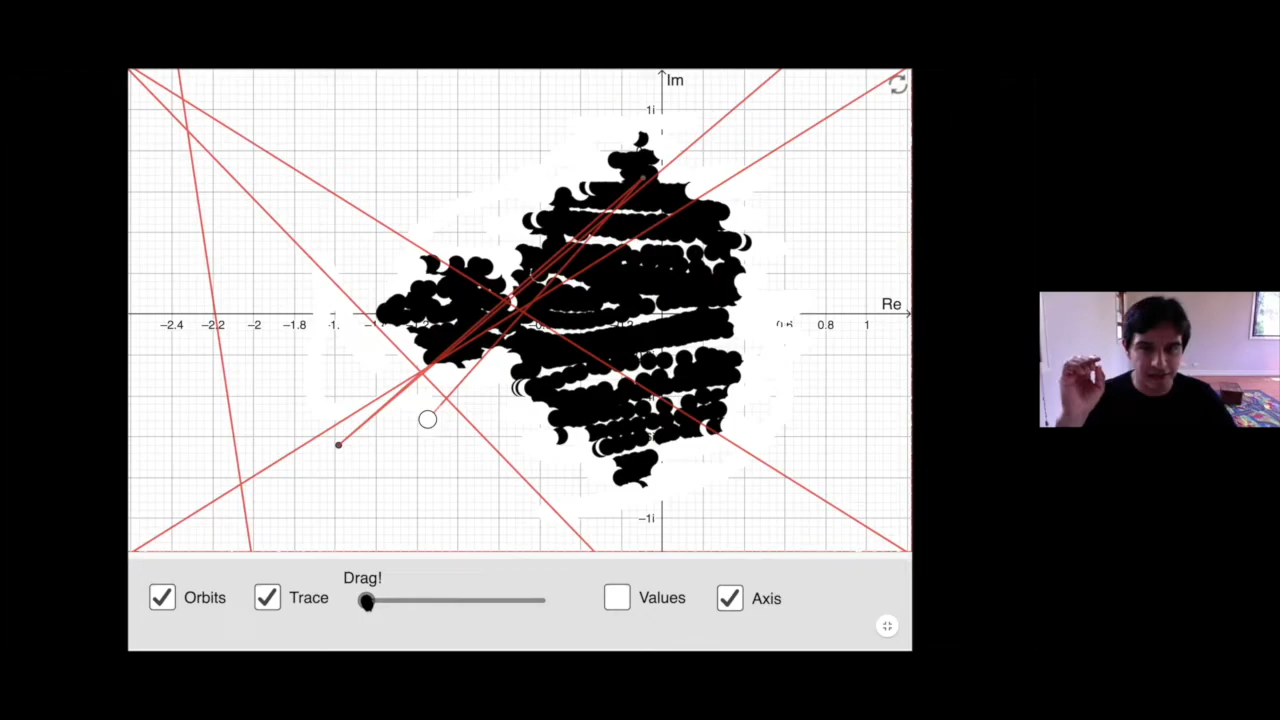 Im
1i
Re
−2.4 −2.2 −2 −1.8 0.8 1
−1i
Drag!
Orbits Trace Values Axis